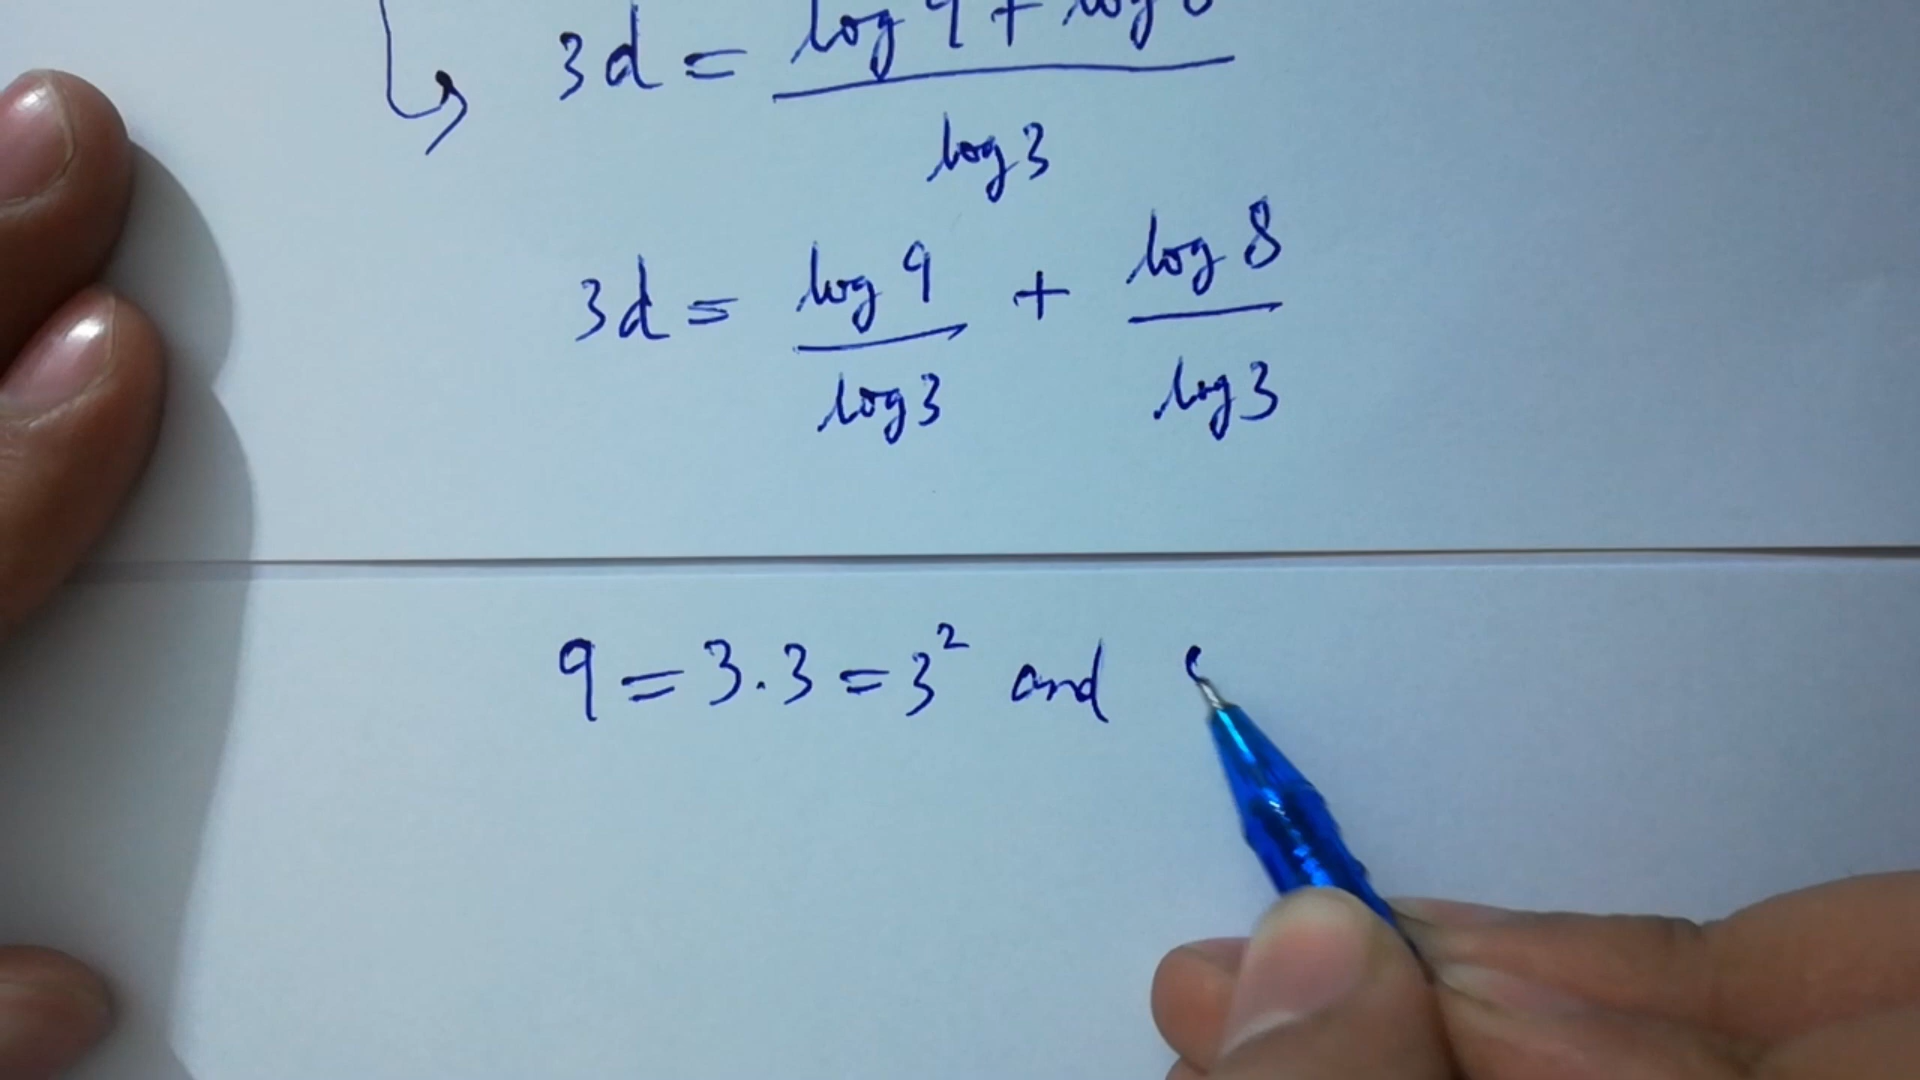 3d = log 9 + log 8 / log 3
3d = log 9 / log 3 + log 8 / log 3
9 = 3.3 = 3² and